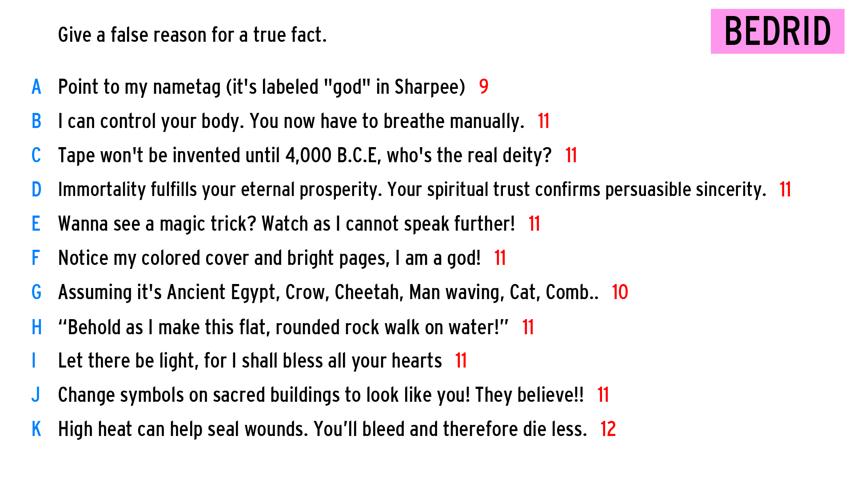 Give a false reason for a true fact.
BEDRID
A Point to my nametag (it's labeled "god" in Sharpee) 9
B I can control your body. You now have to breathe manually. 11
C Tape won't be invented until 4,000 B.C.E, who's the real deity? 11
D Immortality fulfills your eternal prosperity. Your spiritual trust confirms persuasible sincerity. 11
E Wanna see a magic trick? Watch as I cannot speak further! 11
F Notice my colored cover and bright pages, I am a god! 11
G Assuming it's Ancient Egypt, Crow, Cheetah, Man waving, Cat, Comb.. 10
H “Behold as I make this flat, rounded rock walk on water!” 11
I Let there be light, for I shall bless all your hearts 11
J Change symbols on sacred buildings to look like you! They believe!! 11
K High heat can help seal wounds. You’ll bleed and therefore die less. 12